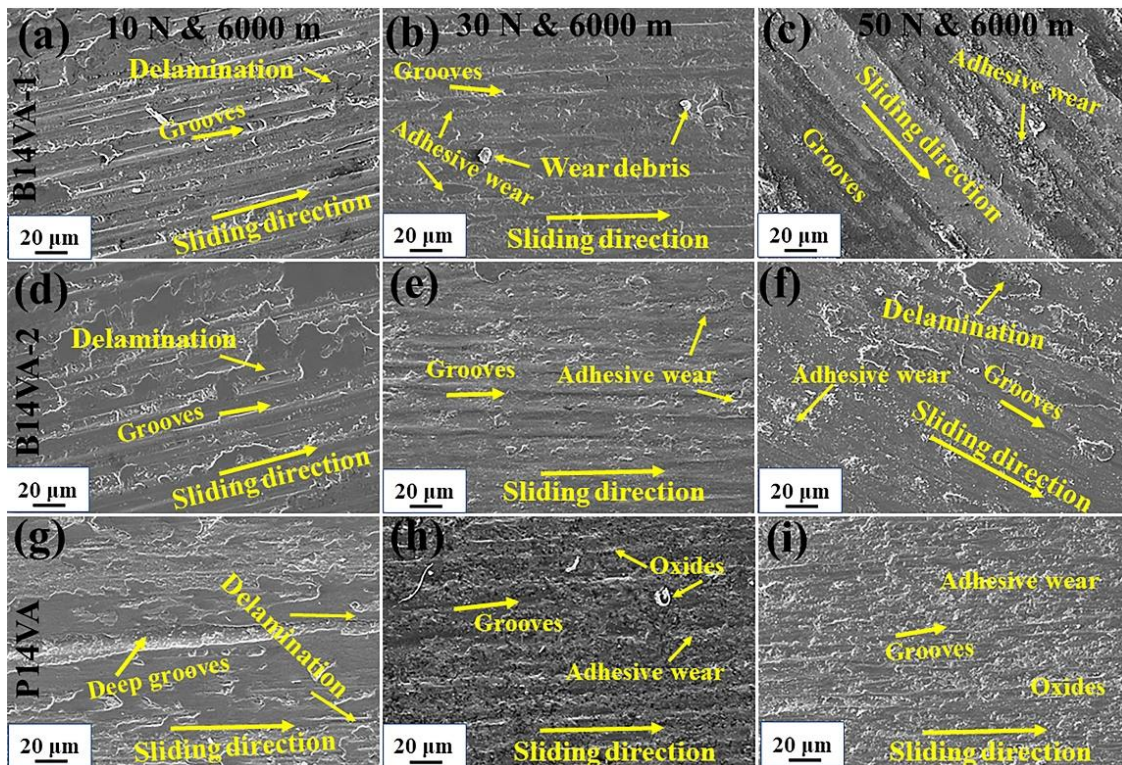 (a) 10 N & 6000 m
Delamination
Grooves
Sliding direction
20 μm
B14VA-1
(b) 30 N & 6000 m
Grooves
Adhesive wear
Wear debris
Sliding direction
20 μm
(c) 50 N & 6000 m
Adhesive wear
Sliding direction
Grooves
20 μm
B14VA-2
(d)
Delamination
Grooves
Sliding direction
20 μm
(e)
Grooves
Adhesive wear
Sliding direction
20 μm
(f)
Delamination
Adhesive wear
Grooves
Sliding direction
20 μm
P14VA
(g)
Delamination
Deep grooves
Sliding direction
20 μm
(h)
Oxides
Grooves
Adhesive wear
Sliding direction
20 μm
(i)
Adhesive wear
Grooves
Oxides
Sliding direction
20 μm